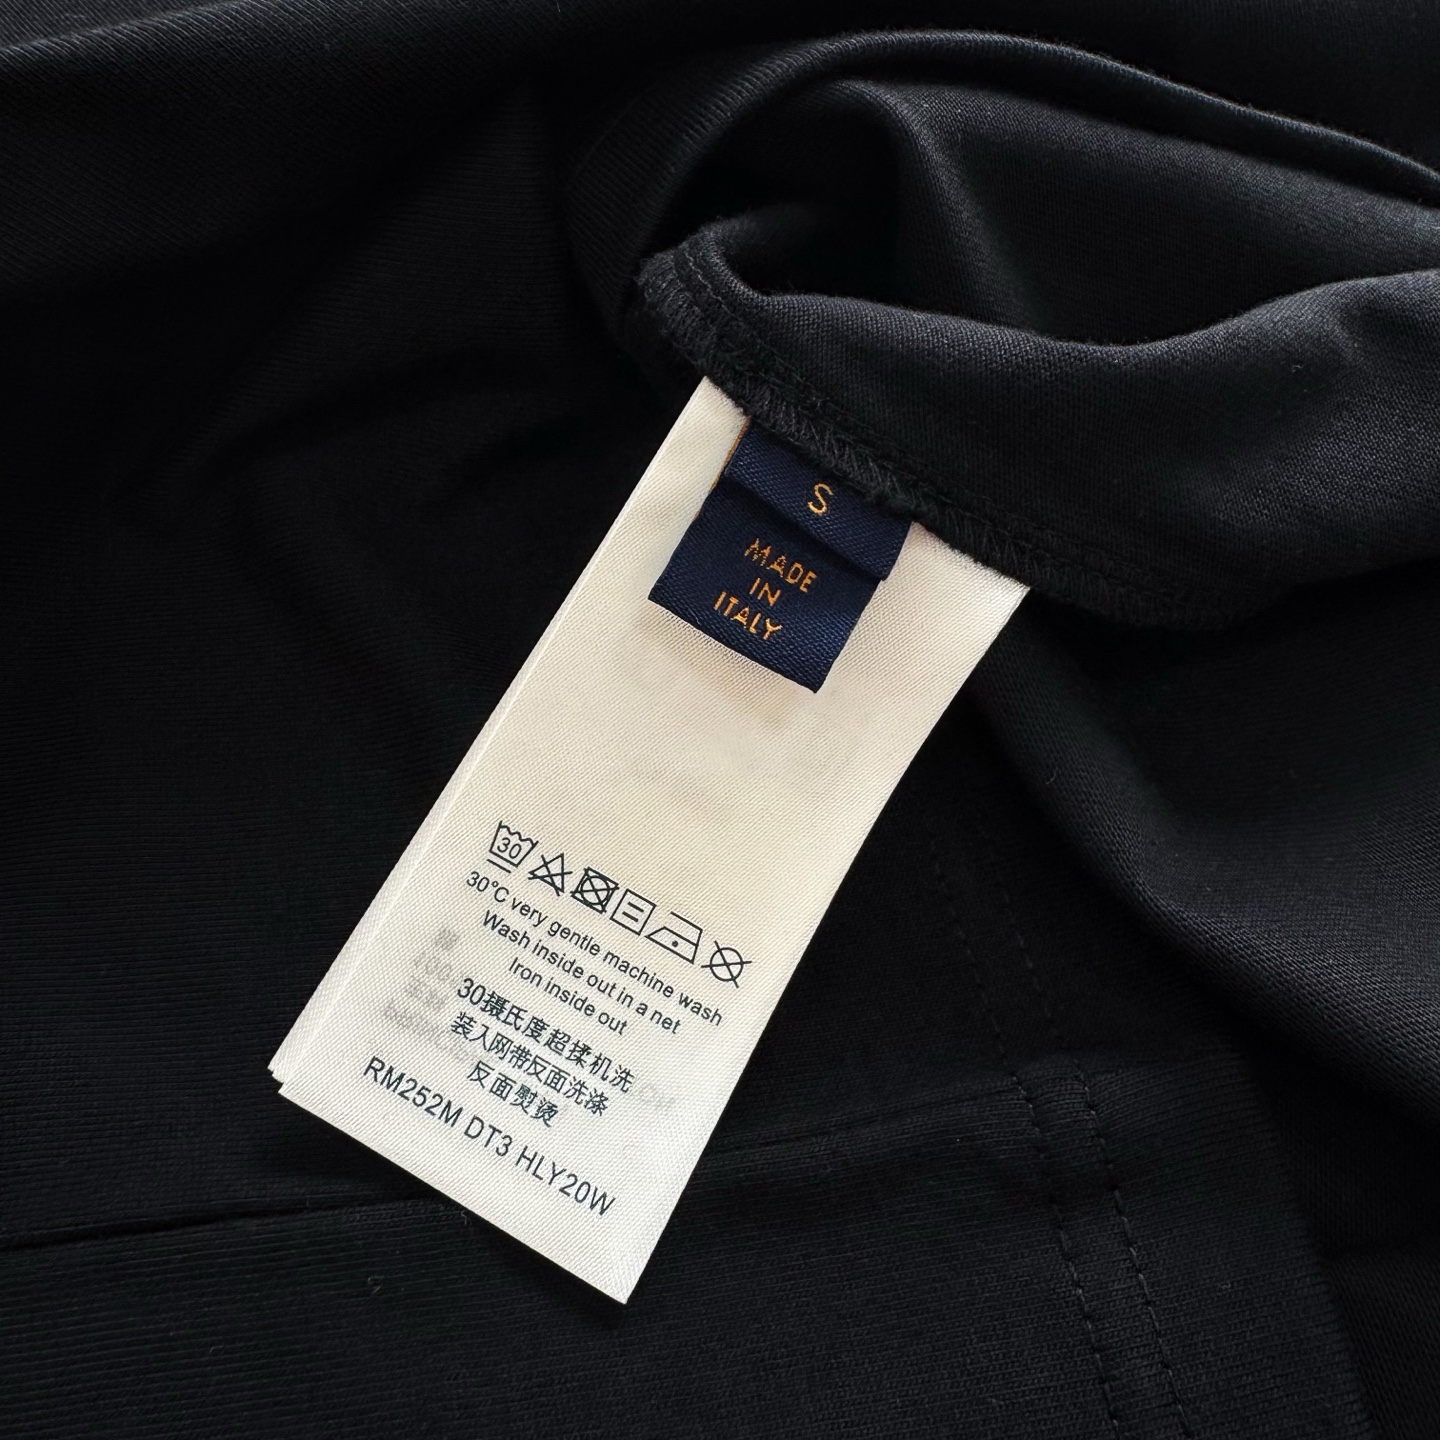 S
MADE
IN
ITALY
30
30°C very gentle machine wash
Wash inside out in a net
Iron inside out
30摄氏度超柔机洗
装入网带反面洗涤
反面熨烫
RM252M DT3 HLY20W